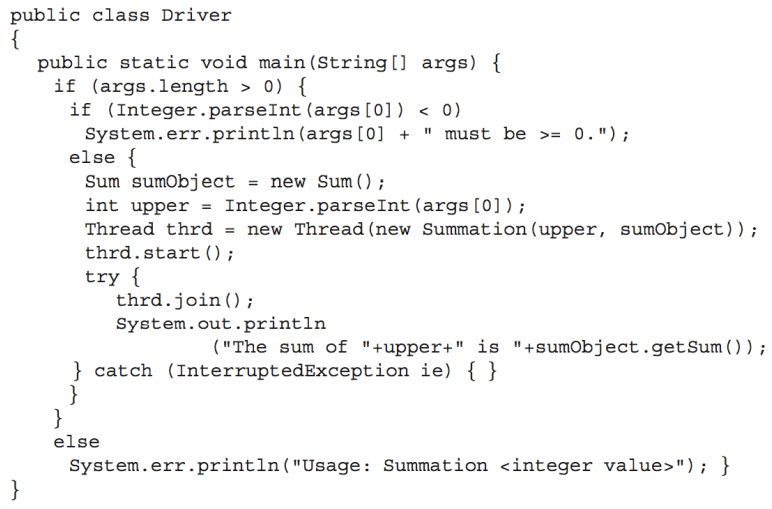 public class Driver
{
public static void main(String[] args) {
if (args.length > 0) {
if (Integer.parseInt(args[0]) < 0)
System.err.println(args[0] + " must be >= 0.");
else {
Sum sumObject = new Sum();
int upper = Integer.parseInt(args[0]);
Thread thrd = new Thread(new Summation(upper, sumObject));
thrd.start();
try {
thrd.join();
System.out.println
("The sum of "+upper+" is "+sumObject.getSum());
} catch (InterruptedException ie) { }
}
}
else
System.err.println("Usage: Summation <integer value>"); }
}